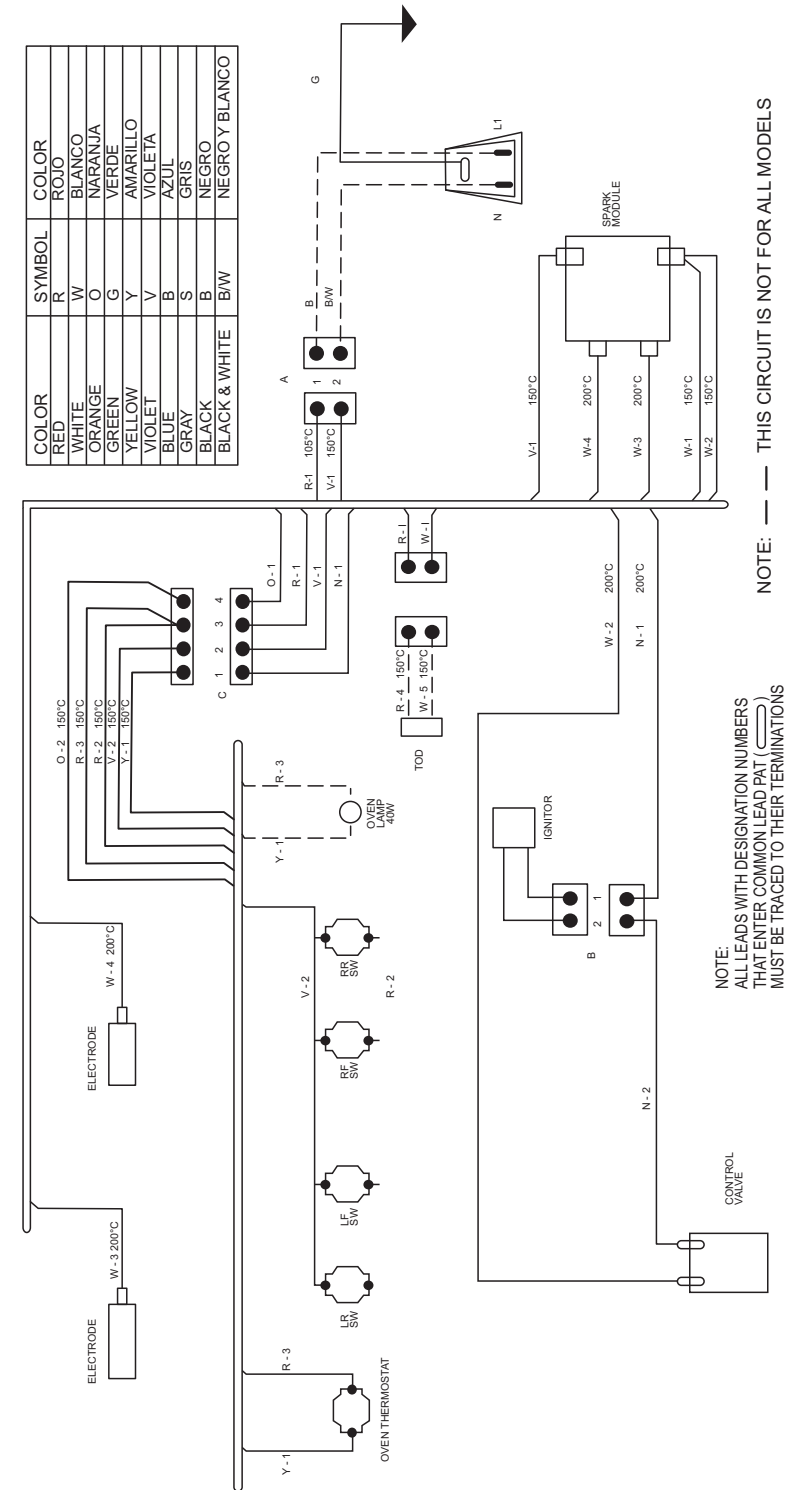 COLOR SYMBOL COLOR
RED R ROJO
WHITE W BLANCO
ORANGE O NARANJA
GREEN G VERDE
YELLOW Y AMARILLO
VIOLET V VIOLETA
BLUE B AZUL
GRAY S GRIS
BLACK B NEGRO
BLACK & WHITE B/W NEGRO Y BLANCO
G
L1
N
B
B/W
A
1
2
R-1 105°C
V-1 150°C
SPARK
MODULE
V-1 150°C
W-4 200°C
W-3 200°C
W-1 150°C
W-2 150°C
O - 2 150°C
R - 3 150°C
R - 2 150°C
V - 2 150°C
Y - 1 150°C
C
1 2 3 4
O - 1
R - 1
V - 1
N - 1
R - I
W - I
R - 4 150°C
W - 5 150°C
TOD
W - 2 200°C
N - 1 200°C
ELECTRODE
W - 4 200°C
ELECTRODE
W - 3 200°C
R - 3
Y - 1
OVEN
LAMP
40W
V - 2
R - 2
RR
SW
RF
SW
LF
SW
LR
SW
R - 3
Y - 1
OVEN THERMOSTAT
IGNITOR
B
2 1
N - 2
CONTROL
VALVE
NOTE:
ALL LEADS WITH DESIGNATION NUMBERS
THAT ENTER COMMON LEAD PAT ( )
MUST BE TRACED TO THEIR TERMINATIONS
NOTE: — — THIS CIRCUIT IS NOT FOR ALL MODELS